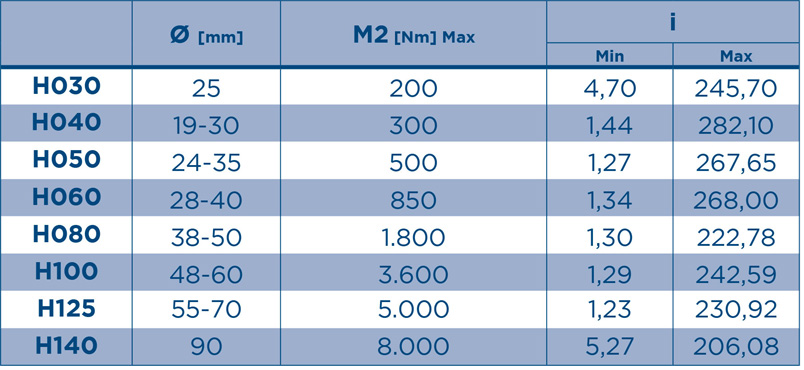 Ø [mm] M2 [Nm] Max i
Min Max
H030 25 200 4,70 245,70
H040 19-30 300 1,44 282,10
H050 24-35 500 1,27 267,65
H060 28-40 850 1,34 268,00
H080 38-50 1.800 1,30 222,78
H100 48-60 3.600 1,29 242,59
H125 55-70 5.000 1,23 230,92
H140 90 8.000 5,27 206,08